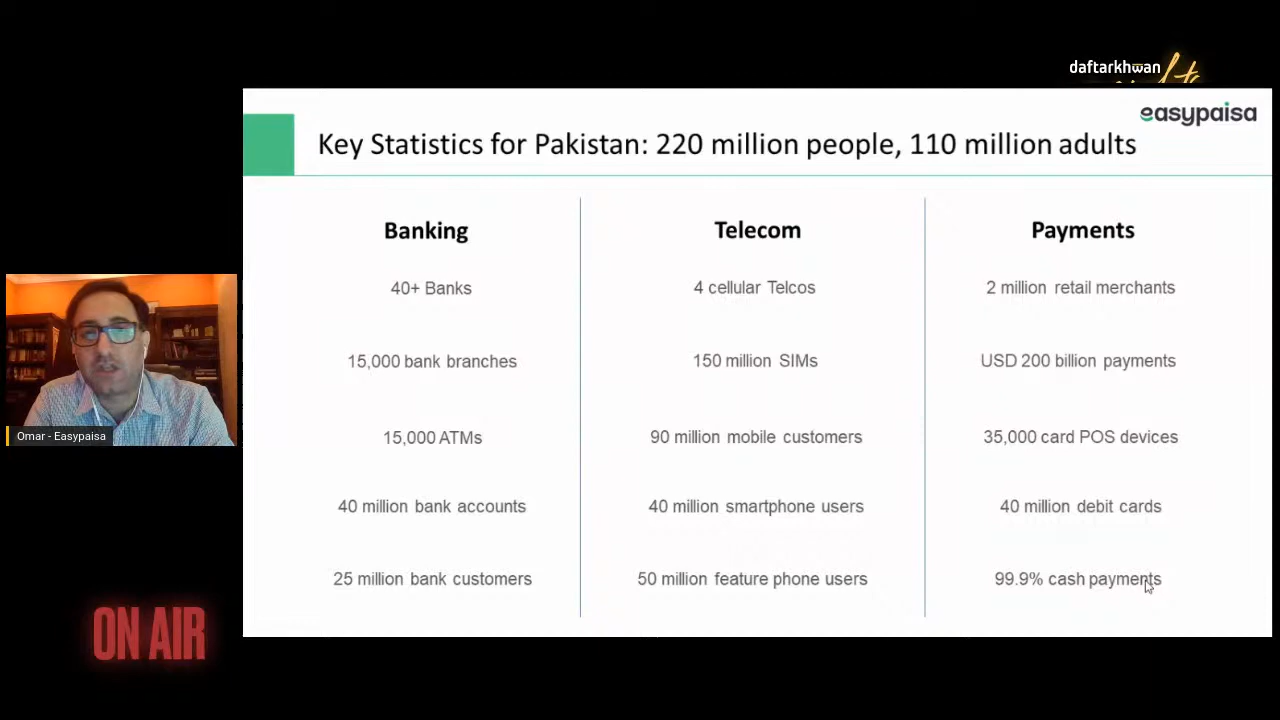 daftarkhwan
easypaisa
Key Statistics for Pakistan: 220 million people, 110 million adults
Banking
40+ Banks
15,000 bank branches
15,000 ATMs
40 million bank accounts
25 million bank customers
Telecom
4 cellular Telcos
150 million SIMs
90 million mobile customers
40 million smartphone users
50 million feature phone users
Payments
2 million retail merchants
USD 200 billion payments
35,000 card POS devices
40 million debit cards
99.9% cash payments
Omar - Easypaisa
ON AIR